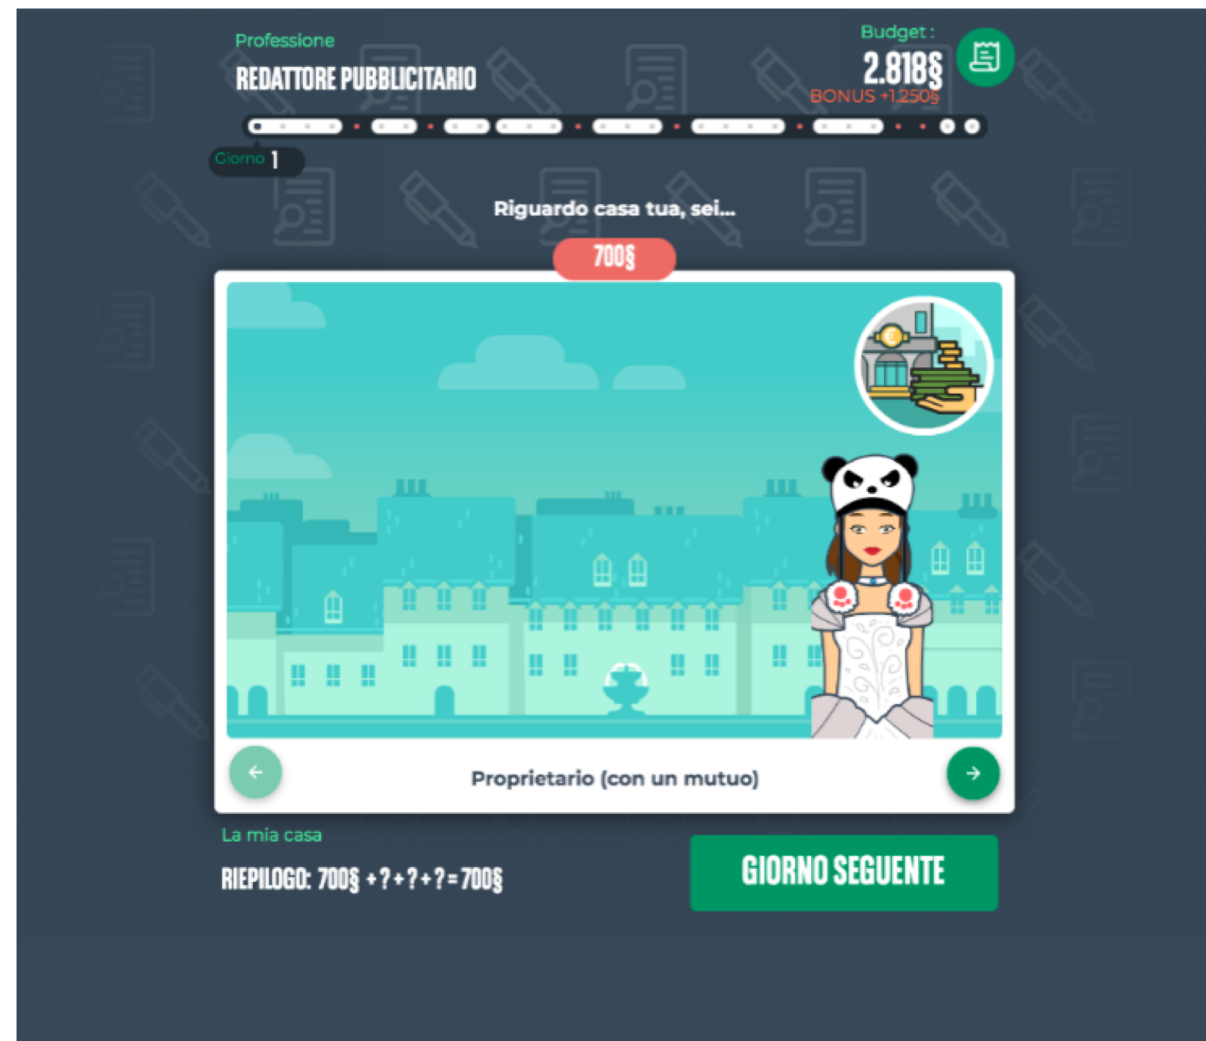 Professione
REDATTORE PUBBLICITARIO
Budget :
2.818§
BONUS +1.250§
Giorno 1
Riguardo casa tua, sei...
700§
€
Proprietario (con un mutuo)
La mia casa
RIEPILOGO: 700§ + ? + ? + ? = 700§
GIORNO SEGUENTE